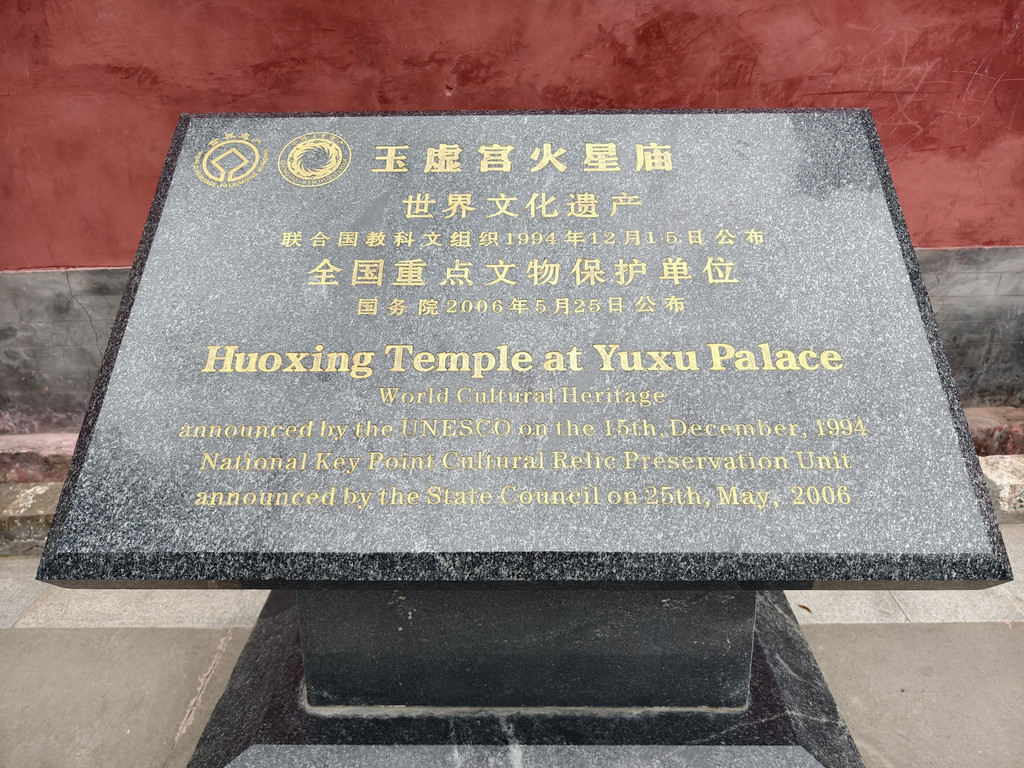 玉虚宫火星庙
世界文化遗产
联合国教科文组织1994年12月15日公布
全国重点文物保护单位
国务院2006年5月25日公布
Huoxing Temple at Yuxu Palace
World Cultural Heritage
announced by the UNESCO on the 15th, December, 1994
National Key Point Cultural Relic Preservation Unit
announced by the State Council on 25th, May, 2006